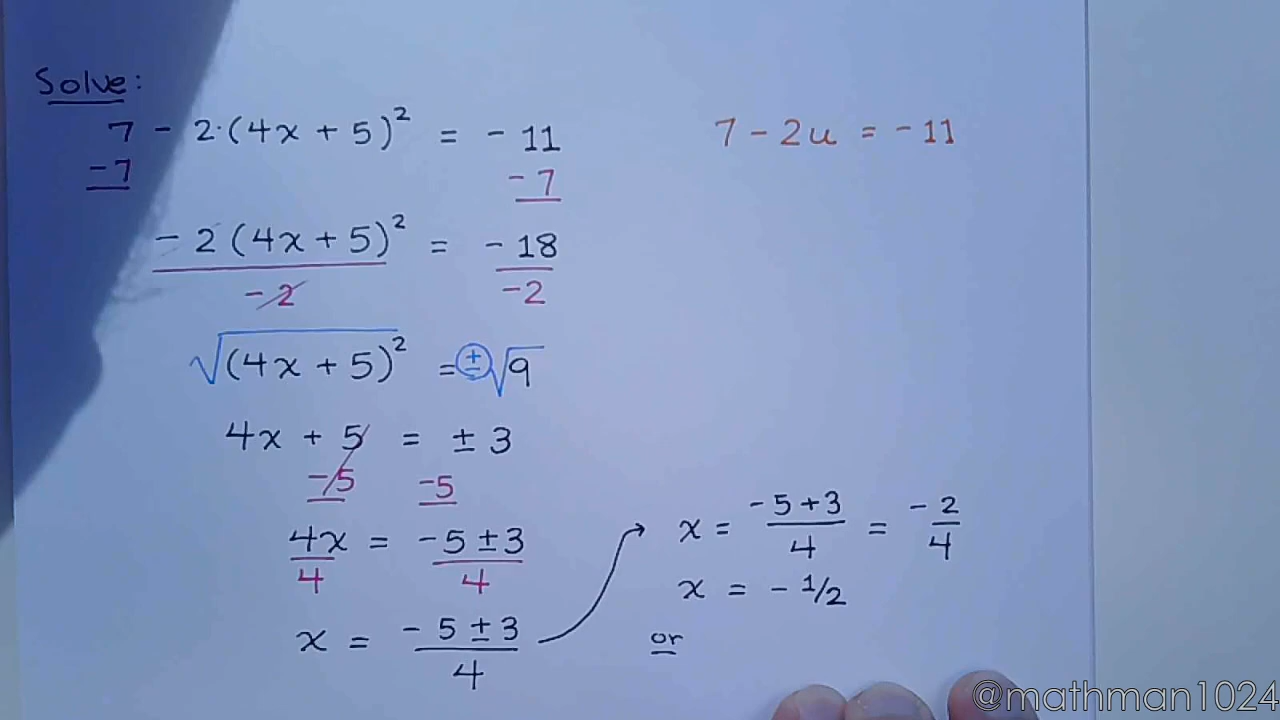 Solve:
7 - 2·(4x + 5)² = - 11
7 - 2u = - 11
-7 -7
- 2 (4x + 5)² = - 18
-2 -2
√(4x + 5)² = ±√9
4x + 5 = ± 3
-5 -5
4x = -5 ± 3
4 4
x = - 5 ± 3
4
x = -5+3 = - 2
4 4
x = - 1/2
or
@mathman1024